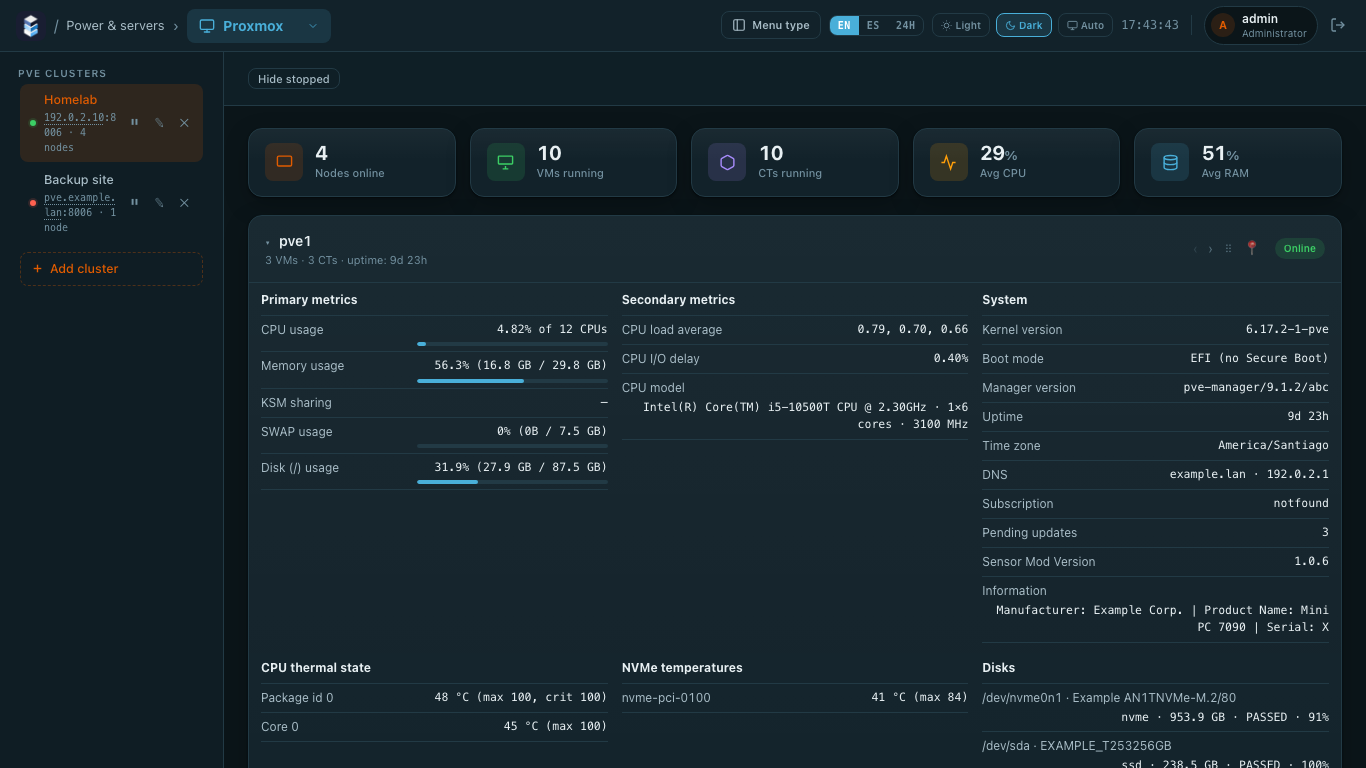 / Power & servers › Proxmox
Menu type
EN ES 24H
Light
Dark
Auto
17:43:43
A
admin
Administrator
PVE CLUSTERS
Homelab
192.0.2.10:8
006 · 4
nodes
Backup site
pve.example.
lan:8006 · 1
node
+ Add cluster
Hide stopped
4
Nodes online
10
VMs running
10
CTs running
29%
Avg CPU
51%
Avg RAM
pve1
3 VMs · 3 CTs · uptime: 9d 23h
Online
Primary metrics
CPU usage 4.82% of 12 CPUs
Memory usage 56.3% (16.8 GB / 29.8 GB)
KSM sharing —
SWAP usage 0% (0B / 7.5 GB)
Disk (/) usage 31.9% (27.9 GB / 87.5 GB)
Secondary metrics
CPU load average 0.79, 0.70, 0.66
CPU I/O delay 0.40%
CPU model
Intel(R) Core(TM) i5-10500T CPU @ 2.30GHz · 1×6
cores · 3100 MHz
System
Kernel version 6.17.2-1-pve
Boot mode EFI (no Secure Boot)
Manager version pve-manager/9.1.2/abc
Uptime 9d 23h
Time zone America/Santiago
DNS example.lan · 192.0.2.1
Subscription notfound
Pending updates 3
Sensor Mod Version 1.0.6
Information
Manufacturer: Example Corp. | Product Name: Mini
PC 7090 | Serial: X
CPU thermal state
Package id 0 48 °C (max 100, crit 100)
Core 0 45 °C (max 100)
NVMe temperatures
nvme-pci-0100 41 °C (max 84)
Disks
/dev/nvme0n1 · Example AN1TNVMe-M.2/80
nvme · 953.9 GB · PASSED · 91%
/dev/sda · EXAMPLE_T253256GB
ssd · 238.5 GB · PASSED · 100%